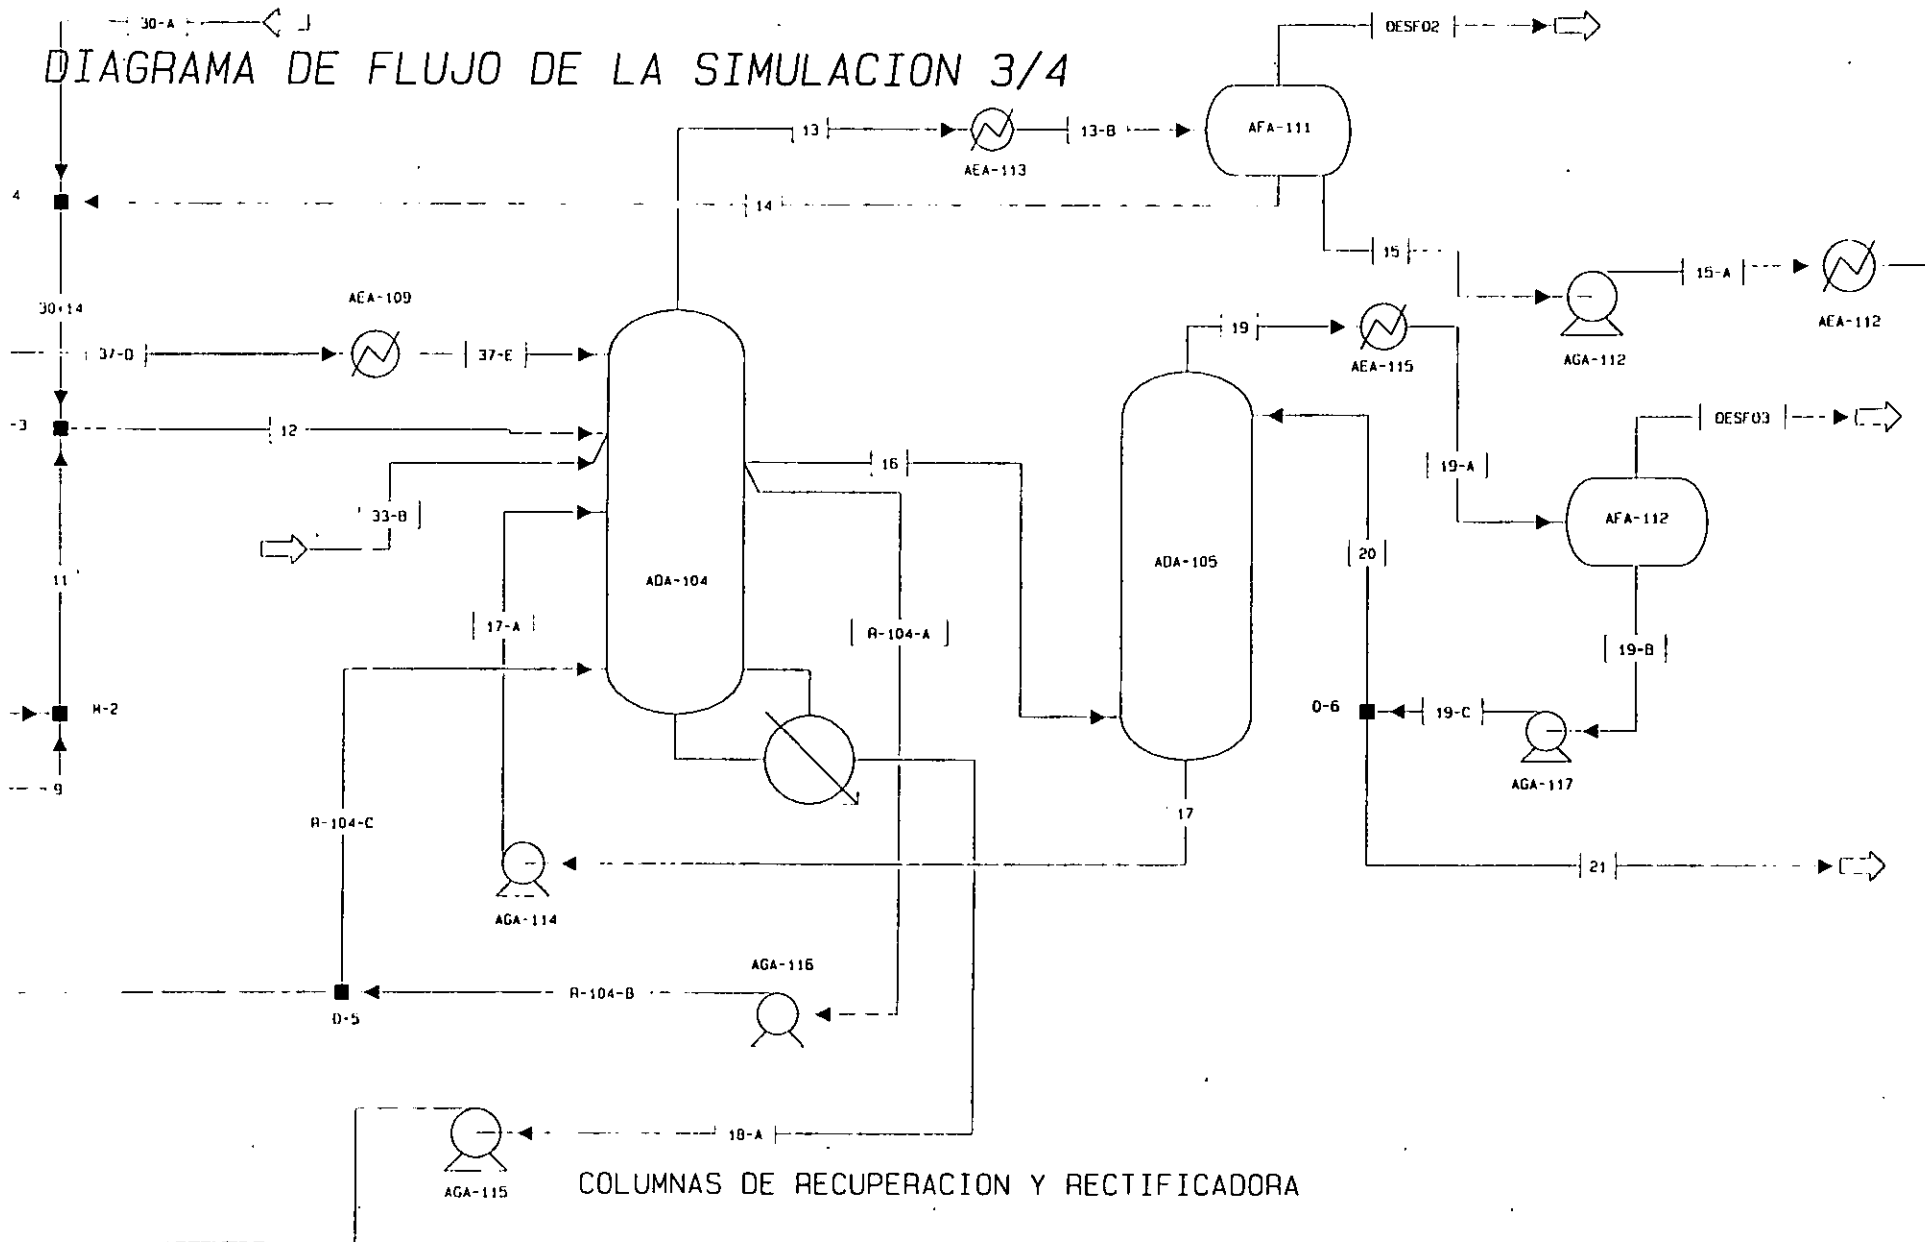 30-A
DESF02
DIAGRAMA DE FLUJO DE LA SIMULACION 3/4
13
13-B
AFA-111
AEA-113
4
14
15
15-A
AEA-109
30+14
19
AEA-112
37-D
37-E
AEA-115
AGA-112
-3
12
DESF03
16
19-A
33-B
AFA-112
20
11
ADA-104
ADA-105
17-A
R-104-A
19-B
M-2
D-6
19-C
9
AGA-117
17
R-104-C
21
AGA-114
AGA-116
R-104-B
D-5
18-A
AGA-115
COLUMNAS DE RECUPERACION Y RECTIFICADORA